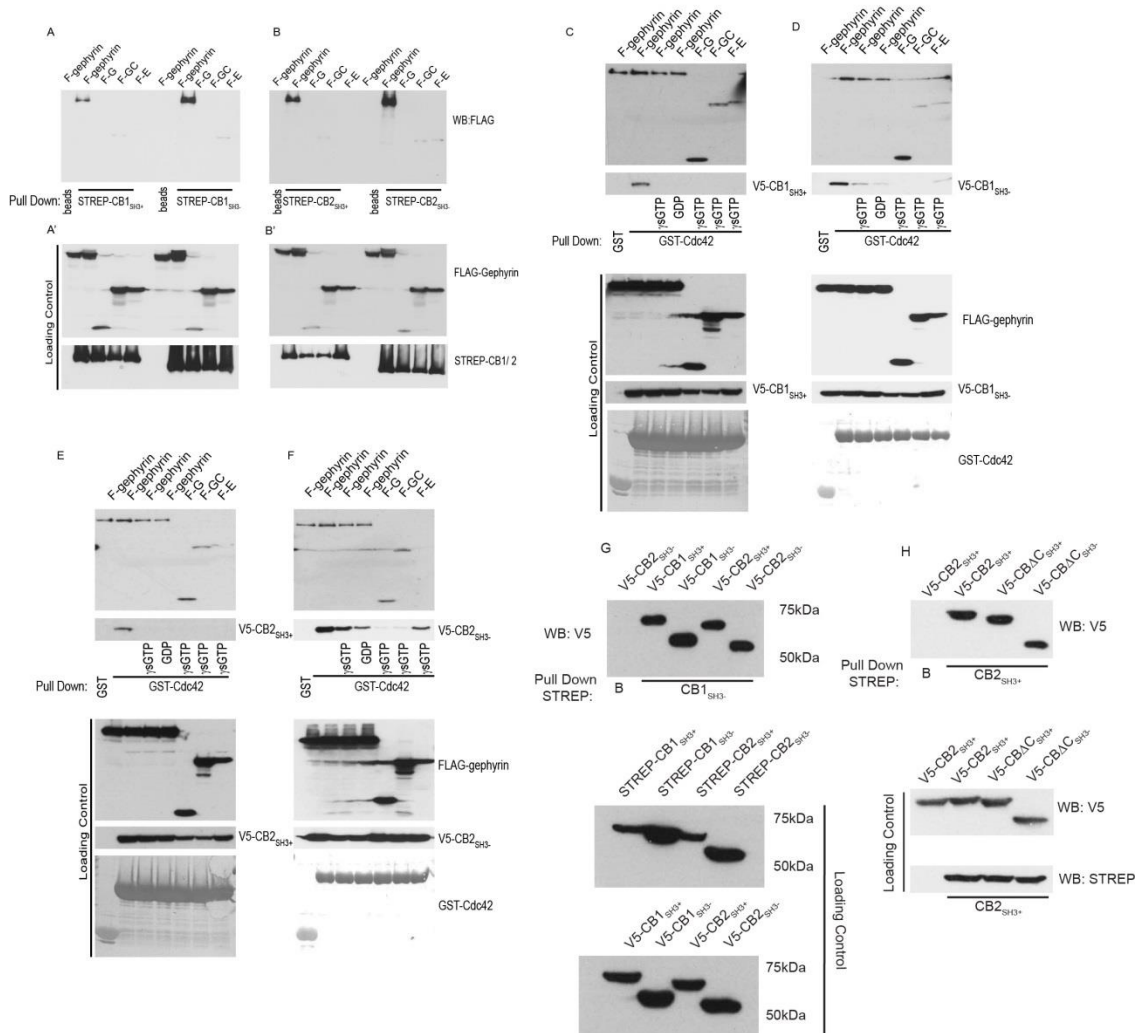 A
F-gephyrin
F-gephyrin
F-G
F-GC
F-E
F-gephyrin
F-gephyrin
F-G
F-GC
F-E
B
F-gephyrin
F-gephyrin
F-G
F-GC
F-E
F-gephyrin
F-gephyrin
F-G
F-GC
F-E
WB:FLAG
Pull Down:
beads
STREP-CB1SH3+
beads
STREP-CB1SH3-
beads
STREP-CB2SH3+
beads
STREP-CB2SH3-
A'
B'
Loading Control
FLAG-Gephyrin
STREP-CB1/ 2
C
F-gephyrin
F-gephyrin
F-gephyrin
F-gephyrin
F-G
F-GC
F-E
V5-CB1SH3+
GST
γsGTP
GDP
γsGTP
γsGTP
γsGTP
Pull Down:
GST-Cdc42
D
F-gephyrin
F-gephyrin
F-gephyrin
F-gephyrin
F-G
F-GC
F-E
V5-CB1SH3-
GST
γsGTP
GDP
γsGTP
γsGTP
γsGTP
GST-Cdc42
Loading Control
FLAG-gephyrin
V5-CB1SH3+
V5-CB1SH3-
GST-Cdc42
E
F-gephyrin
F-gephyrin
F-gephyrin
F-gephyrin
F-G
F-GC
F-E
V5-CB2SH3+
GST
γsGTP
GDP
γsGTP
γsGTP
γsGTP
Pull Down:
GST-Cdc42
F
F-gephyrin
F-gephyrin
F-gephyrin
F-gephyrin
F-G
F-GC
F-E
V5-CB2SH3-
GST
γsGTP
GDP
γsGTP
γsGTP
γsGTP
GST-Cdc42
Loading Control
FLAG-gephyrin
V5-CB2SH3+
V5-CB2SH3-
GST-Cdc42
G
V5-CB2SH3-
V5-CB1SH3+
V5-CB1SH3-
V5-CB2SH3+
V5-CB2SH3-
75kDa
WB: V5
50kDa
Pull Down
STREP:
B
CB1SH3-
STREP-CB1SH3+
STREP-CB1SH3-
STREP-CB2SH3+
STREP-CB2SH3-
75kDa
50kDa
V5-CB1SH3+
V5-CB1SH3-
V5-CB2SH3+
V5-CB2SH3-
75kDa
50kDa
Loading Control
H
V5-CB2SH3+
V5-CB2SH3+
V5-CBΔCSH3+
V5-CBΔCSH3-
WB: V5
Pull Down
STREP:
B
CB2SH3+
V5-CB2SH3+
V5-CB2SH3+
V5-CBΔCSH3+
V5-CBΔCSH3-
Loading Control
WB: V5
WB: STREP
CB2SH3+